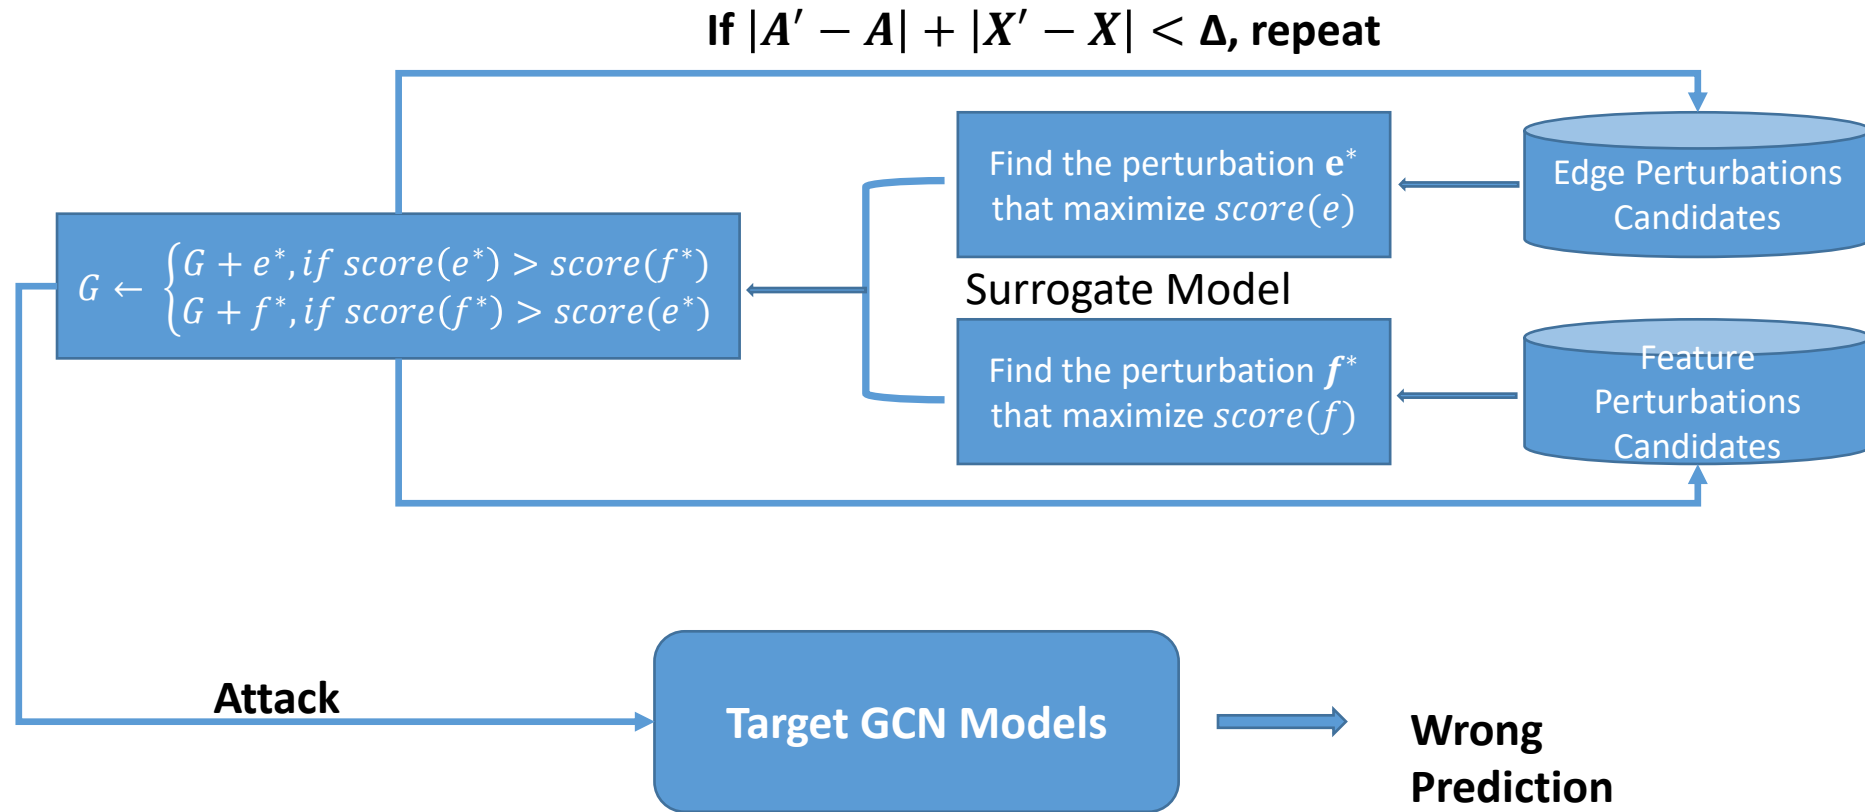 If |A′ − A| + |X′ − X| < Δ, repeat
Find the perturbation e*
that maximize score(e)
Edge Perturbations
Candidates
G ← { G + e*, if score(e*) > score(f*)
G + f*, if score(f*) > score(e*)
Surrogate Model
Find the perturbation f*
that maximize score(f)
Feature
Perturbations
Candidates
Attack
Target GCN Models
Wrong
Prediction